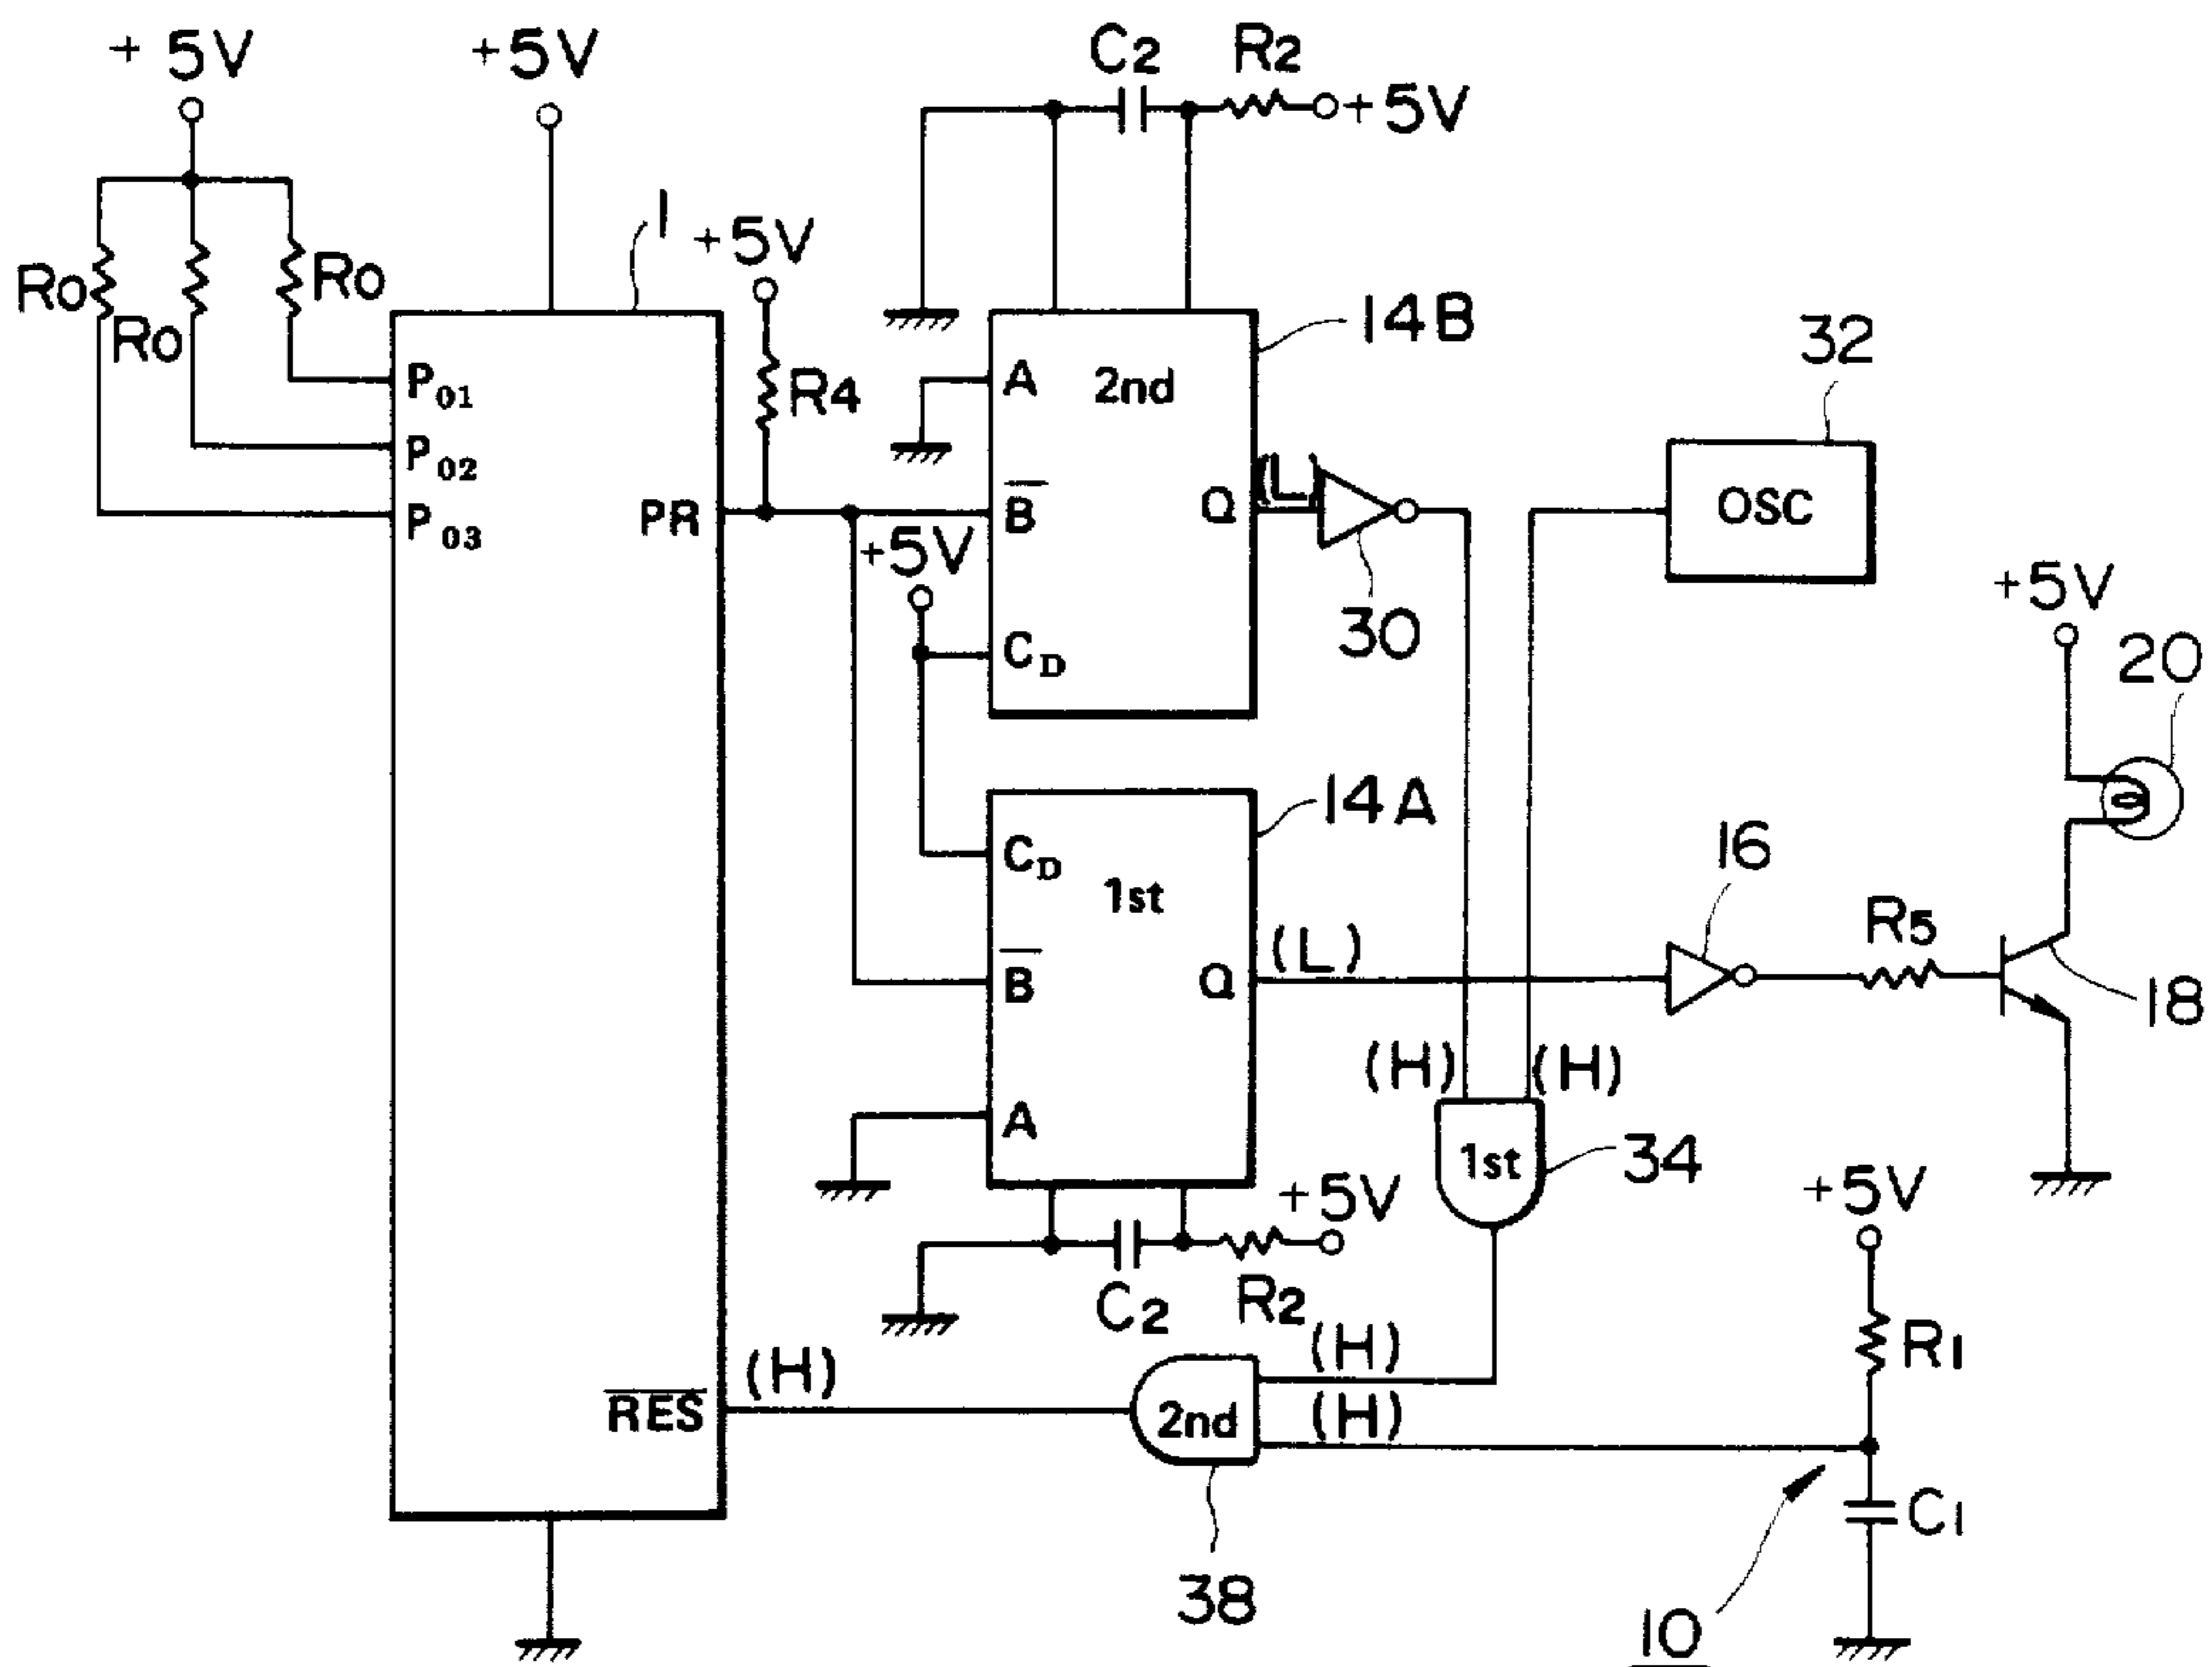 +5V
+5V
C2
R2
+5V
1
+5V
Ro
Ro
Ro
R4
P01
P02
P03
PR
14B
A
2nd
B̅
Q
(L)
CD
+5V
30
32
OSC
+5V
20
14A
CD
1st
B̅
Q
(L)
A
16
R5
18
(H)
(H)
1st
34
+5V
C2
R2
+5V
R1
(H)
(H)
(H)
R̅E̅S̅
2nd
38
C1
10